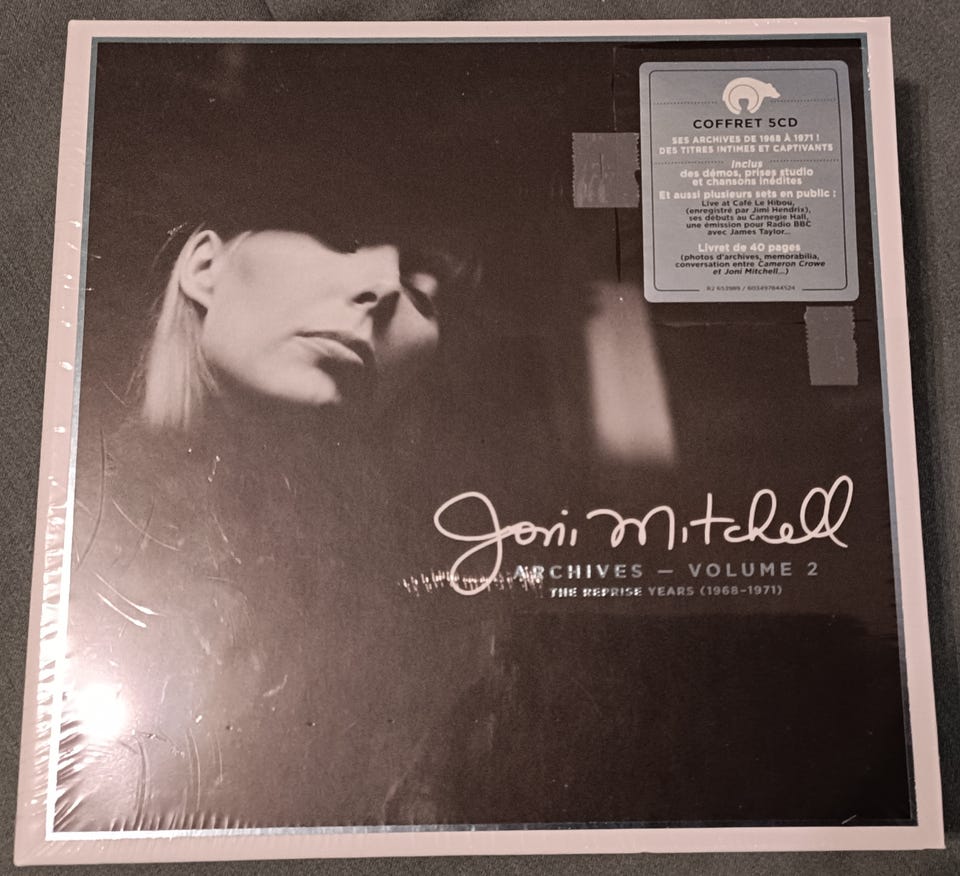 COFFRET 5CD
SES ARCHIVES DE 1968 À 1971 !
DES TITRES INTIMES ET CAPTIVANTS
Inclus
des démos, prises studio
et chansons inédites
Et aussi plusieurs sets en public :
Live at Café Le Hibou,
(enregistré par Jimi Hendrix),
ses débuts au Carnegie Hall,
une émission pour Radio BBC
avec James Taylor...
Livret de 40 pages
(photos d'archives, memorabilia,
conversation entre Cameron Crowe
et Joni Mitchell...)
R2 653989 / 603497844524
Joni Mitchell
ARCHIVES – VOLUME 2
THE REPRISE YEARS (1968–1971)